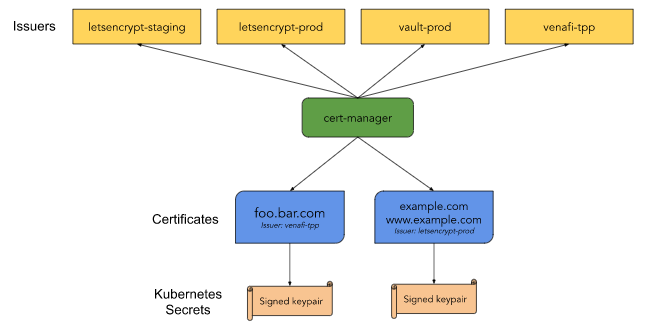 Issuers
letsencrypt-staging
letsencrypt-prod
vault-prod
venafi-tpp
cert-manager
Certificates
foo.bar.com
Issuer: venafi-tpp
example.com
www.example.com
Issuer: letsencrypt-prod
Kubernetes
Secrets
Signed keypair
Signed keypair